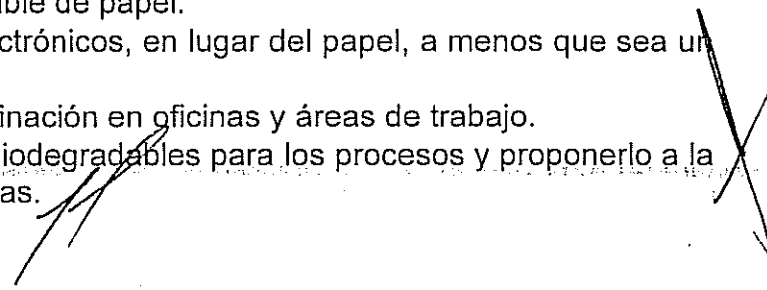 able de papel.
ctrónicos, en lugar del papel, a menos que sea un
inación en oficinas y áreas de trabajo.
iodegradables para los procesos y proponerlo a la
as.